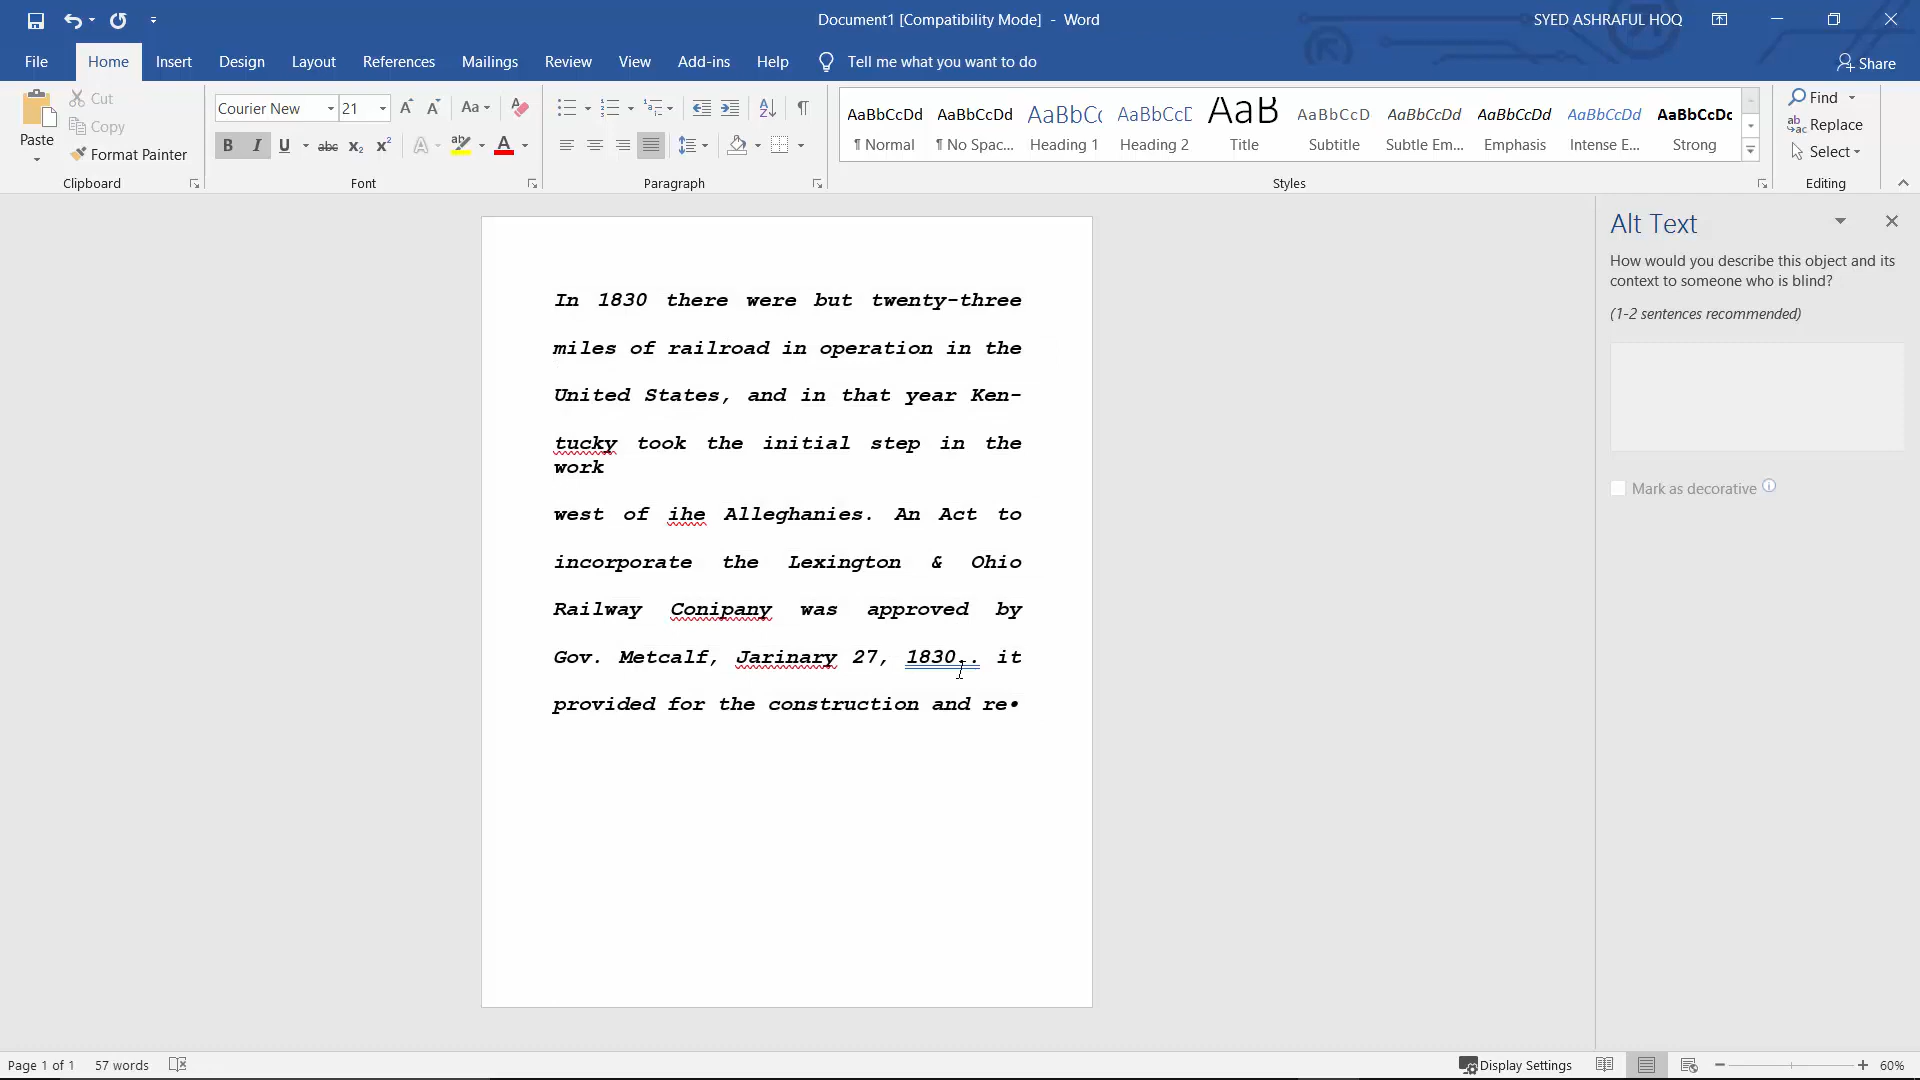 Document1 [Compatibility Mode] - Word
SYED ASHRAFUL HOQ
File Home Insert Design Layout References Mailings Review View Add-ins Help Tell me what you want to do Share
Paste
Cut
Copy
Format Painter
Clipboard
Courier New 21
Font
Paragraph
AaBbCcDd AaBbCcDd AaBbCc AaBbCcD AaB AaBbCcD AaBbCcDd AaBbCcDd AaBbCcDd AaBbCcDc
¶ Normal ¶ No Spac... Heading 1 Heading 2 Title Subtitle Subtle Em... Emphasis Intense E... Strong
Styles
Find
Replace
Select
Editing
In 1830 there were but twenty-three
miles of railroad in operation in the
United States, and in that year Ken-
tucky took the initial step in the
work
west of ihe Alleghanies. An Act to
incorporate the Lexington & Ohio
Railway Conipany was approved by
Gov. Metcalf, Jarinary 27, 1830.. it
provided for the construction and re•
Alt Text
How would you describe this object and its
context to someone who is blind?
(1-2 sentences recommended)
Mark as decorative
Page 1 of 1 57 words Display Settings 60%